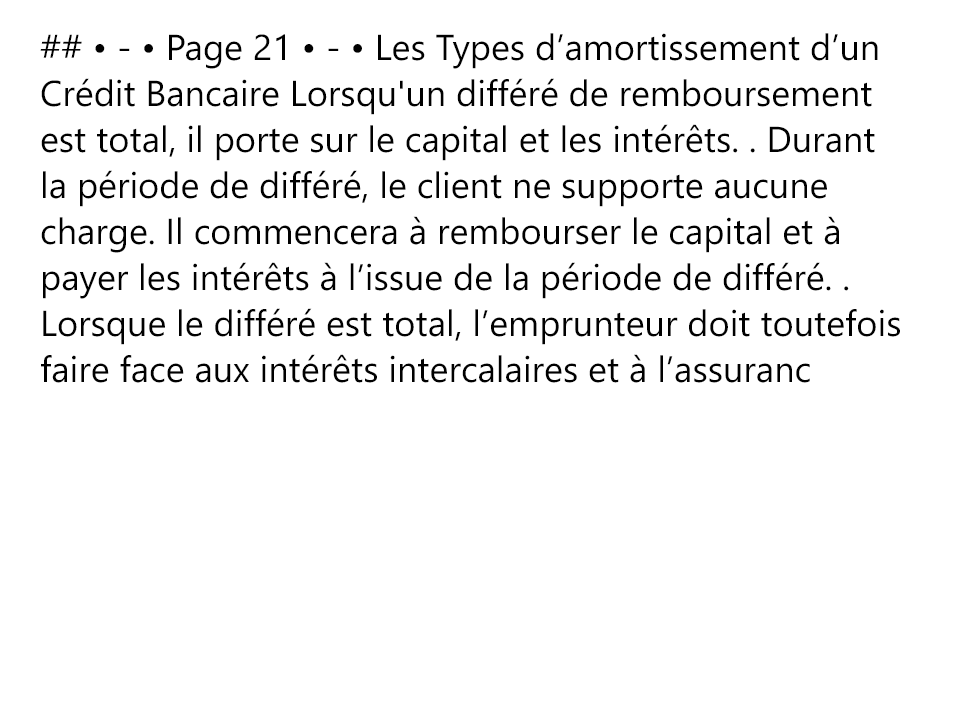 ## • - • Page 21 • - • Les Types d’amortissement d’un
Crédit Bancaire Lorsqu'un différé de remboursement
est total, il porte sur le capital et les intérêts. . Durant
la période de différé, le client ne supporte aucune
charge. Il commencera à rembourser le capital et à
payer les intérêts à l’issue de la période de différé. .
Lorsque le différé est total, l’emprunteur doit toutefois
faire face aux intérêts intercalaires et à l’assuranc